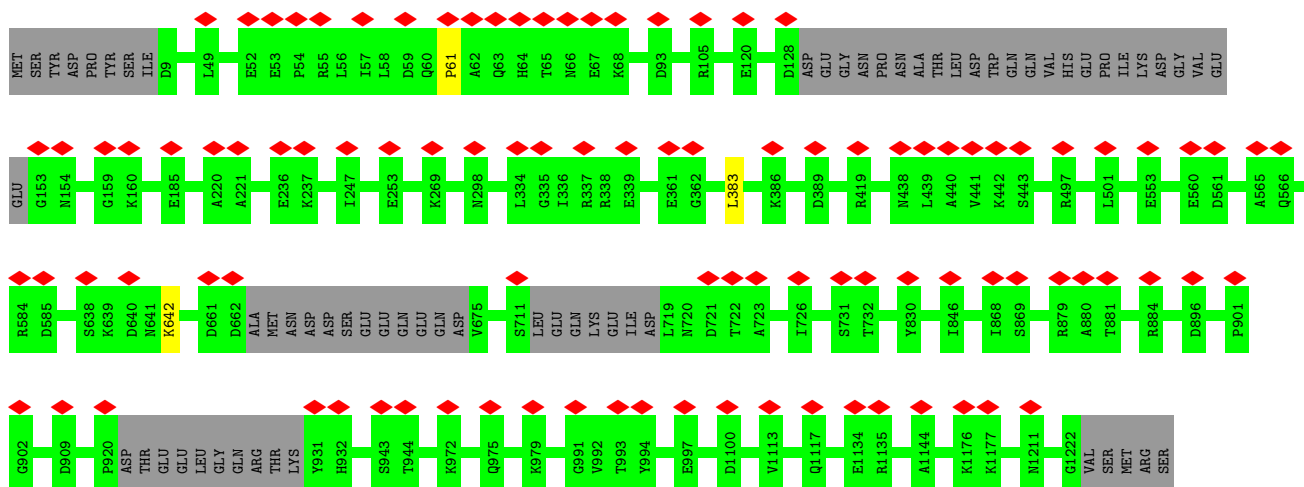 MET SER TYR ASP PRO TYR SER ILE D9 L49 E52 E53 P54 R55 L56 I57 L58 D59 Q60 P61 A62 Q63 H64 T65 N66 E67 K68 D93 R105 E120 D128 ASP GLU GLY ASN PRO ASN ALA THR LEU ASP TRP GLN GLN VAL HIS GLU PRO ILE LYS ASP GLY VAL GLU
GLU G153 N154 G159 K160 E185 A220 A221 E236 K237 I247 E253 K269 N298 L334 G335 I336 R337 R338 E339 E361 G362 L383 K386 D389 R419 N438 L439 A440 V441 K442 S443 R497 L501 E553 E560 D561 A565 Q566
R584 D585 S638 K639 D640 N641 K642 D661 D662 ALA MET ASN ASP ASP SER GLU GLU GLN GLU GLN ASP V675 S711 LEU GLU GLN LYS GLU ILE ASP L719 N720 D721 T722 A723 I726 S731 T732 Y830 I846 I868 S869 R879 A880 T881 R884 D896 P901
G902 D909 P920 ASP THR GLU GLU LEU GLY GLN ARG THR LYS Y931 H932 S943 T944 K972 Q975 K979 G991 V992 T993 Y994 E997 D1100 V1113 Q1117 E1134 R1135 A1144 K1176 K1177 N1211 G1222 VAL SER MET ARG SER